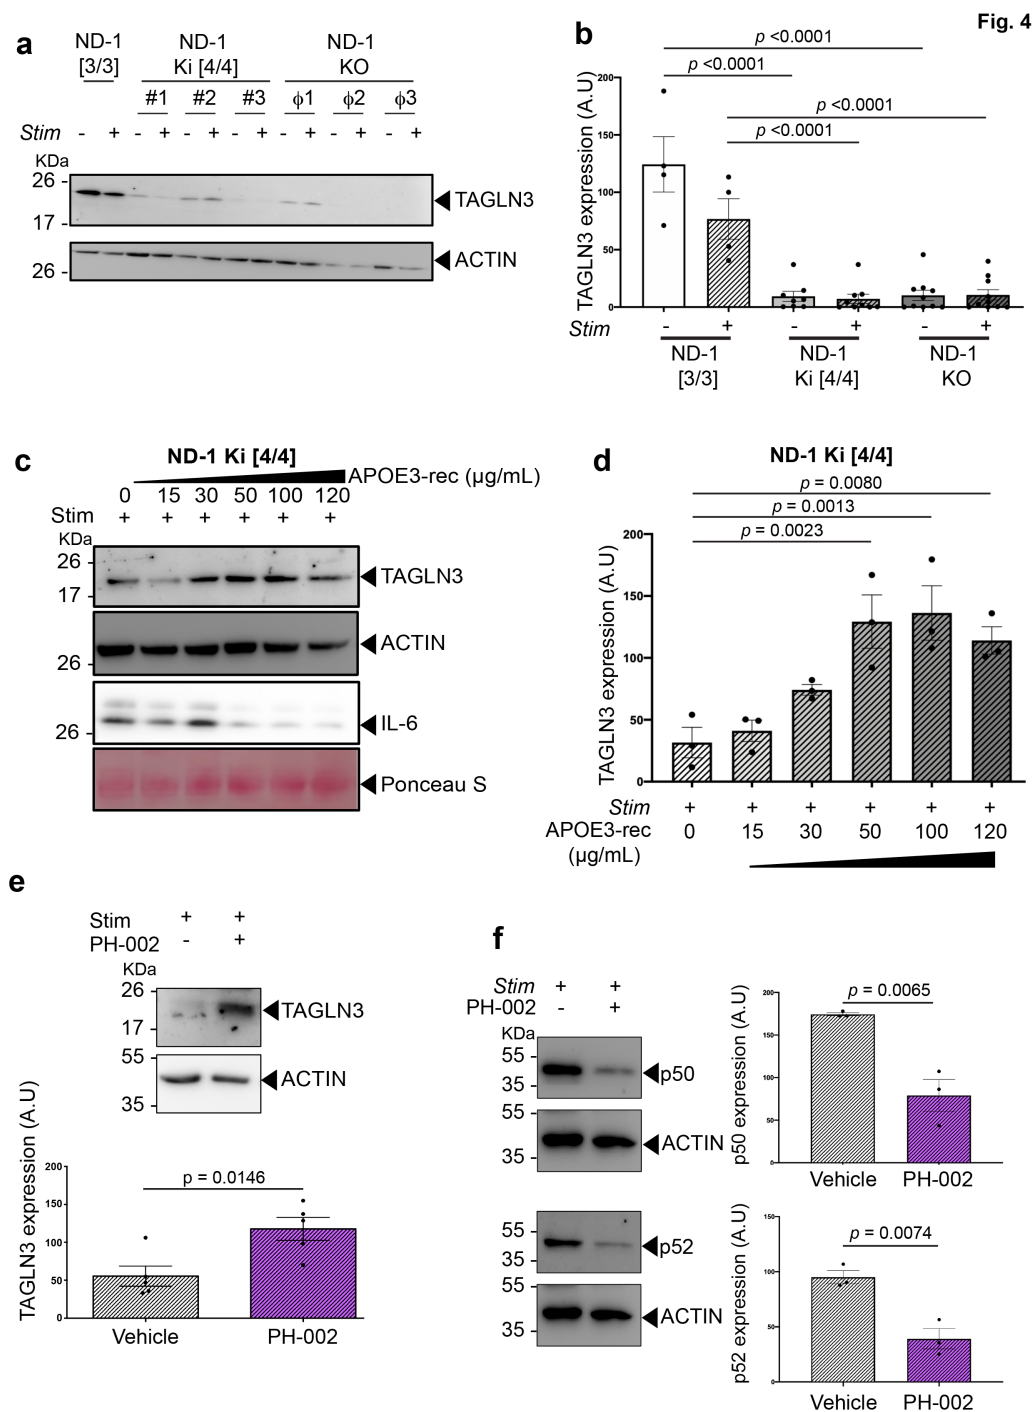 Fig. 4
a
ND-1 [3/3]
ND-1 Ki [4/4]
ND-1 KO
#1 #2 #3 ϕ1 ϕ2 ϕ3
Stim - + - + - + - + - + - + - +
KDa
26 -
TAGLN3
17 -
ACTIN
26 -
b
p <0.0001
p <0.0001
p <0.0001
p <0.0001
TAGLN3 expression (A.U)
200
150
100
50
0
Stim - + - + - +
ND-1 [3/3]
ND-1 Ki [4/4]
ND-1 KO
c
ND-1 Ki [4/4]
APOE3-rec (µg/mL)
0 15 30 50 100 120
Stim + + + + + +
KDa
26 -
TAGLN3
17 -
ACTIN
26 -
IL-6
26 -
Ponceau S
d
ND-1 Ki [4/4]
p = 0.0080
p = 0.0013
p = 0.0023
TAGLN3 expression (A.U)
200
150
100
50
0
Stim + + + + + +
APOE3-rec 0 15 30 50 100 120
(µg/mL)
e
Stim + +
PH-002 - +
KDa
26 -
TAGLN3
17 -
55 -
ACTIN
35 -
TAGLN3 expression (A.U)
p = 0.0146
200
150
100
50
0
Vehicle PH-002
f
Stim + +
PH-002 - +
KDa
55 -
p50
35 -
55 -
ACTIN
35 -
p50 expression (A.U)
p = 0.0065
200
150
100
50
0
Vehicle PH-002
55 -
p52
35 -
55 -
ACTIN
35 -
p52 expression (A.U)
p = 0.0074
150
100
50
0
Vehicle PH-002